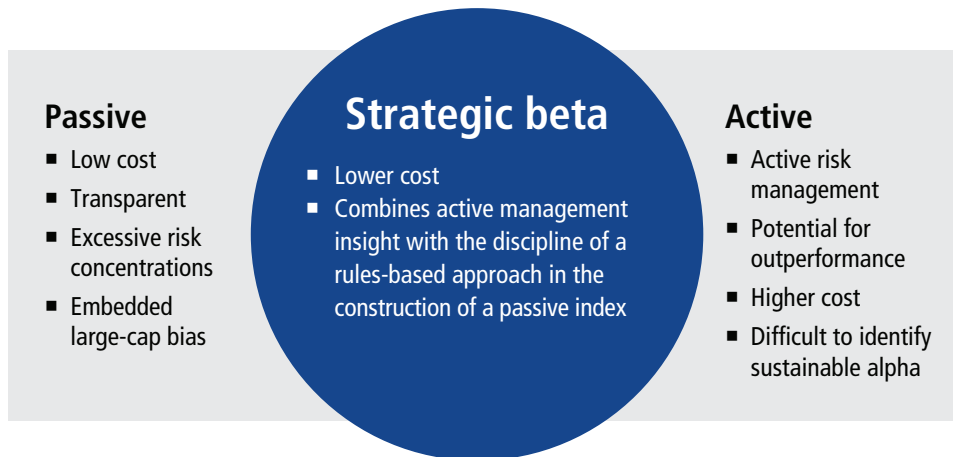 Passive
▪ Low cost
▪ Transparent
▪ Excessive risk
concentrations
▪ Embedded
large-cap bias
Strategic beta
▪ Lower cost
▪ Combines active management
insight with the discipline of a
rules-based approach in the
construction of a passive index
Active
▪ Active risk
management
▪ Potential for
outperformance
▪ Higher cost
▪ Difficult to identify
sustainable alpha